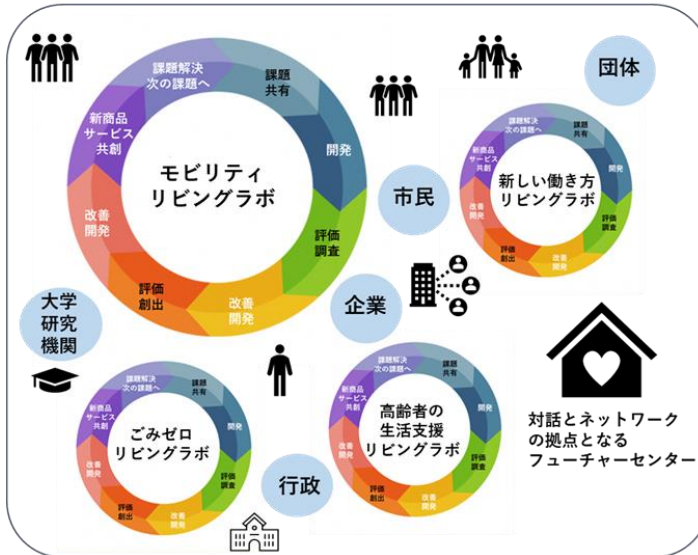 課題解決
次の課題へ
課題
共有
開発
評価
調査
改善
開発
評価
創出
改善
開発
新商品
サービス
共創
モビリティ
リビングラボ
団体
市民
課題解決
次の課題へ
課題
共有
開発
評価
調査
改善
開発
評価
創出
改善
開発
新商品
サービス
共創
新しい働き方
リビングラボ
大学
研究
機関
企業
課題解決
次の課題へ
課題
共有
開発
評価
調査
改善
開発
評価
創出
改善
開発
新商品
サービス
共創
ごみゼロ
リビングラボ
行政
課題解決
次の課題へ
課題
共有
開発
評価
調査
改善
開発
評価
創出
改善
開発
新商品
サービス
共創
高齢者の
生活支援
リビングラボ
対話とネットワーク
の拠点となる
フューチャーセンター